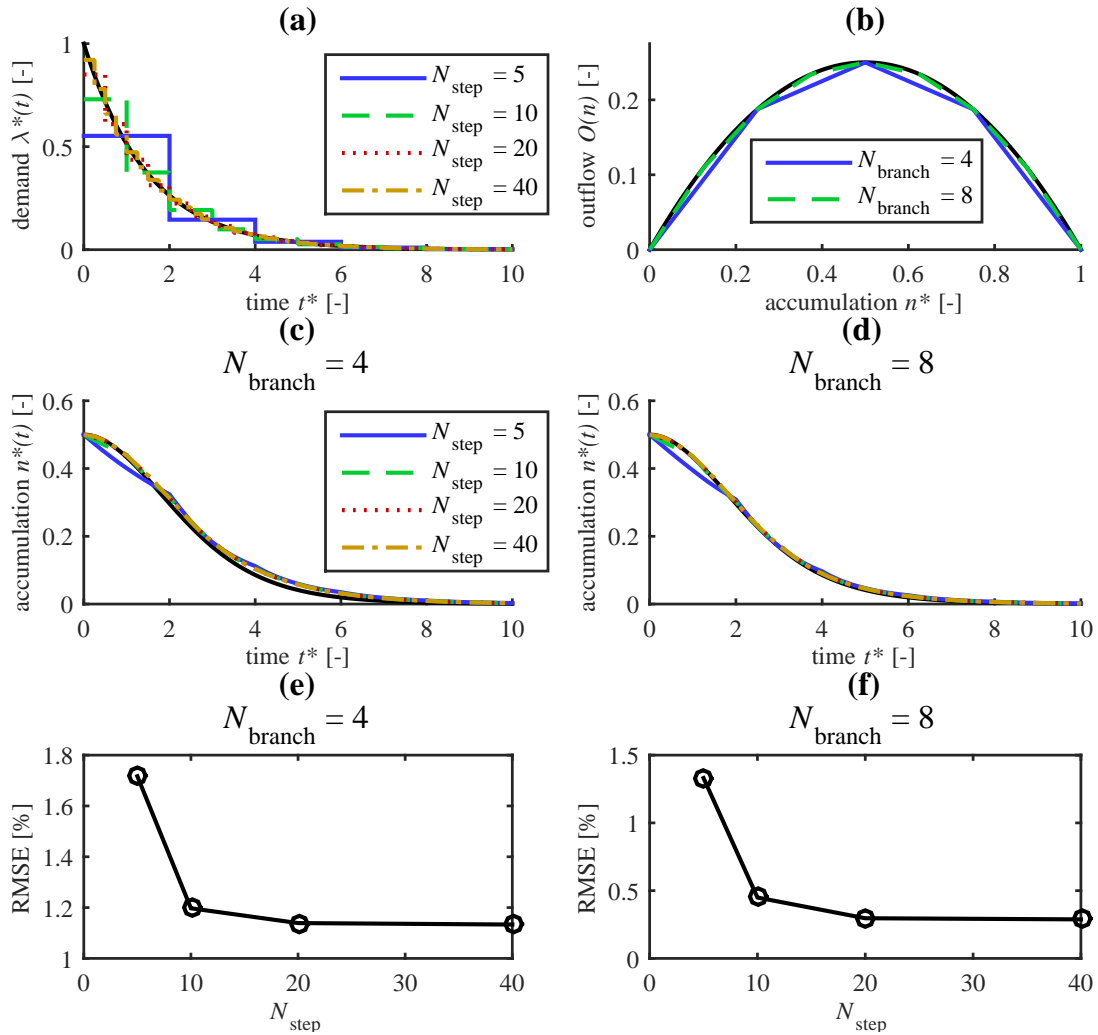 (a)
demand λ*(t) [-]
1
0.5
0
0 2 4 6 8 10
time t* [-]
N_step = 5
N_step = 10
N_step = 20
N_step = 40
(b)
outflow O(n) [-]
0.2
0.1
0
0 0.2 0.4 0.6 0.8 1
accumulation n* [-]
N_branch = 4
N_branch = 8
(c)
N_branch = 4
accumulation n*(t) [-]
0.6
0.4
0.2
0
0 2 4 6 8 10
time t* [-]
N_step = 5
N_step = 10
N_step = 20
N_step = 40
(d)
N_branch = 8
accumulation n*(t) [-]
0.6
0.4
0.2
0
0 2 4 6 8 10
time t* [-]
(e)
N_branch = 4
RMSE [%]
1.8
1.6
1.4
1.2
1
0 10 20 30 40
N_step
(f)
N_branch = 8
RMSE [%]
1.5
1
0.5
0
0 10 20 30 40
N_step